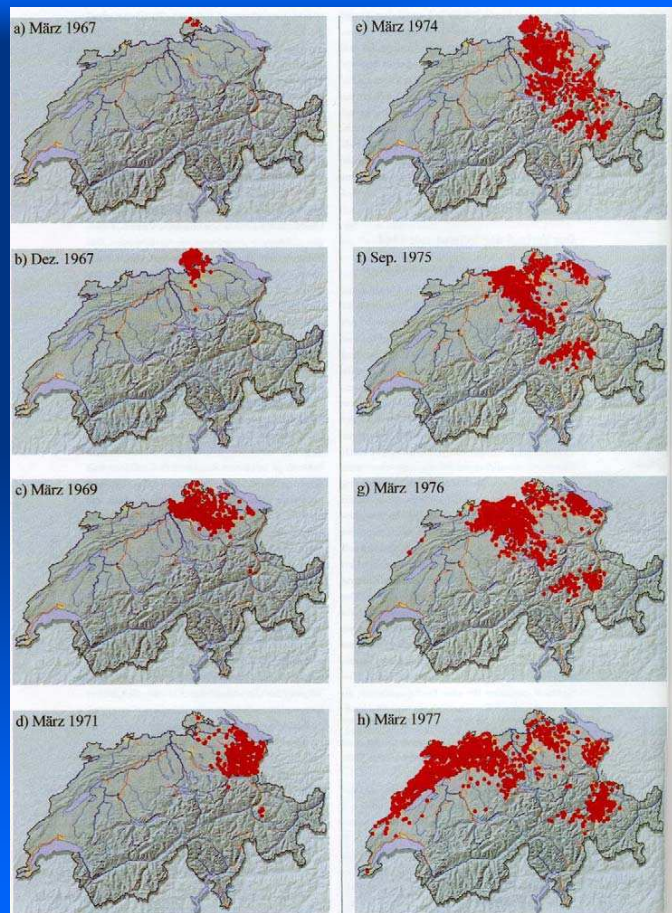 a) März 1967
b) Dez. 1967
c) März 1969
d) März 1971
e) März 1974
f) Sep. 1975
g) März 1976
h) März 1977